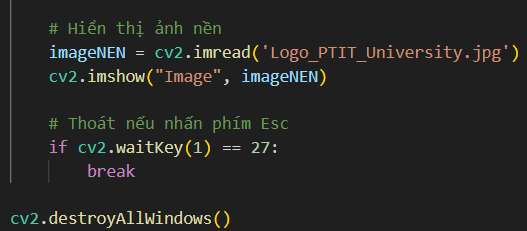 # Hiển thị ảnh nền
imageNEN = cv2.imread('Logo_PTIT_University.jpg')
cv2.imshow("Image", imageNEN)
# Thoát nếu nhấn phím Esc
if cv2.waitKey(1) == 27:
break
cv2.destroyAllWindows()